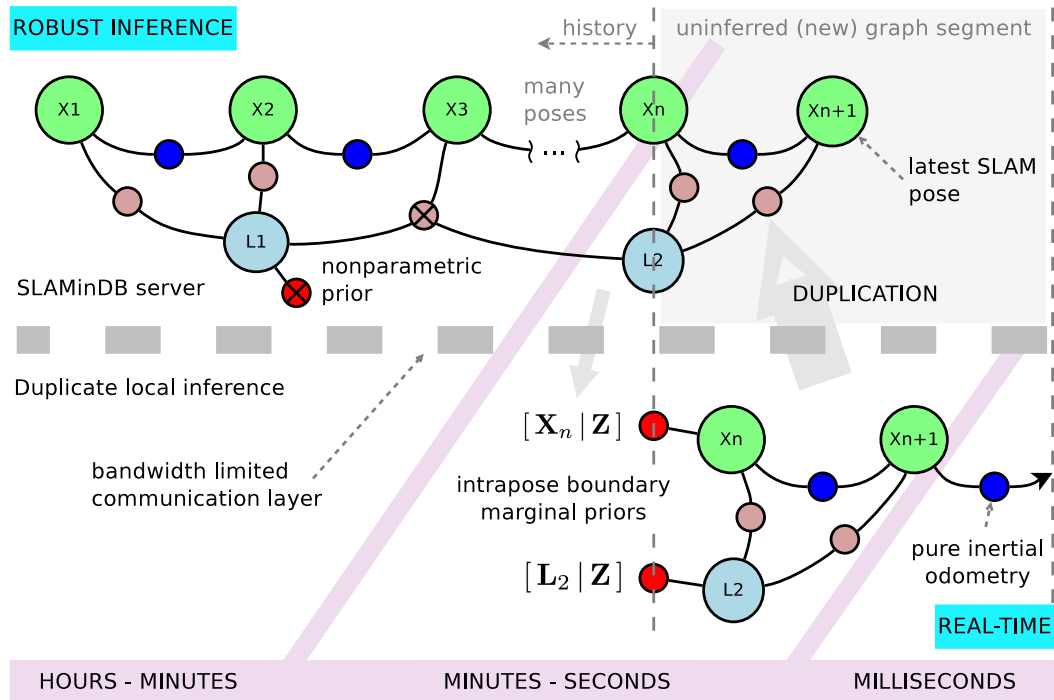 ROBUST INFERENCE
history
uninferred (new) graph segment
X1
X2
X3
many
poses
Xn
Xn+1
( ... (
latest SLAM
pose
L1
L2
nonparametric
prior
SLAMinDB server
DUPLICATION
Duplicate local inference
[ X_n | Z ]
Xn
Xn+1
bandwidth limited
communication layer
intrapose boundary
marginal priors
[ L_2 | Z ]
L2
pure inertial
odometry
REAL-TIME
HOURS - MINUTES
MINUTES - SECONDS
MILLISECONDS